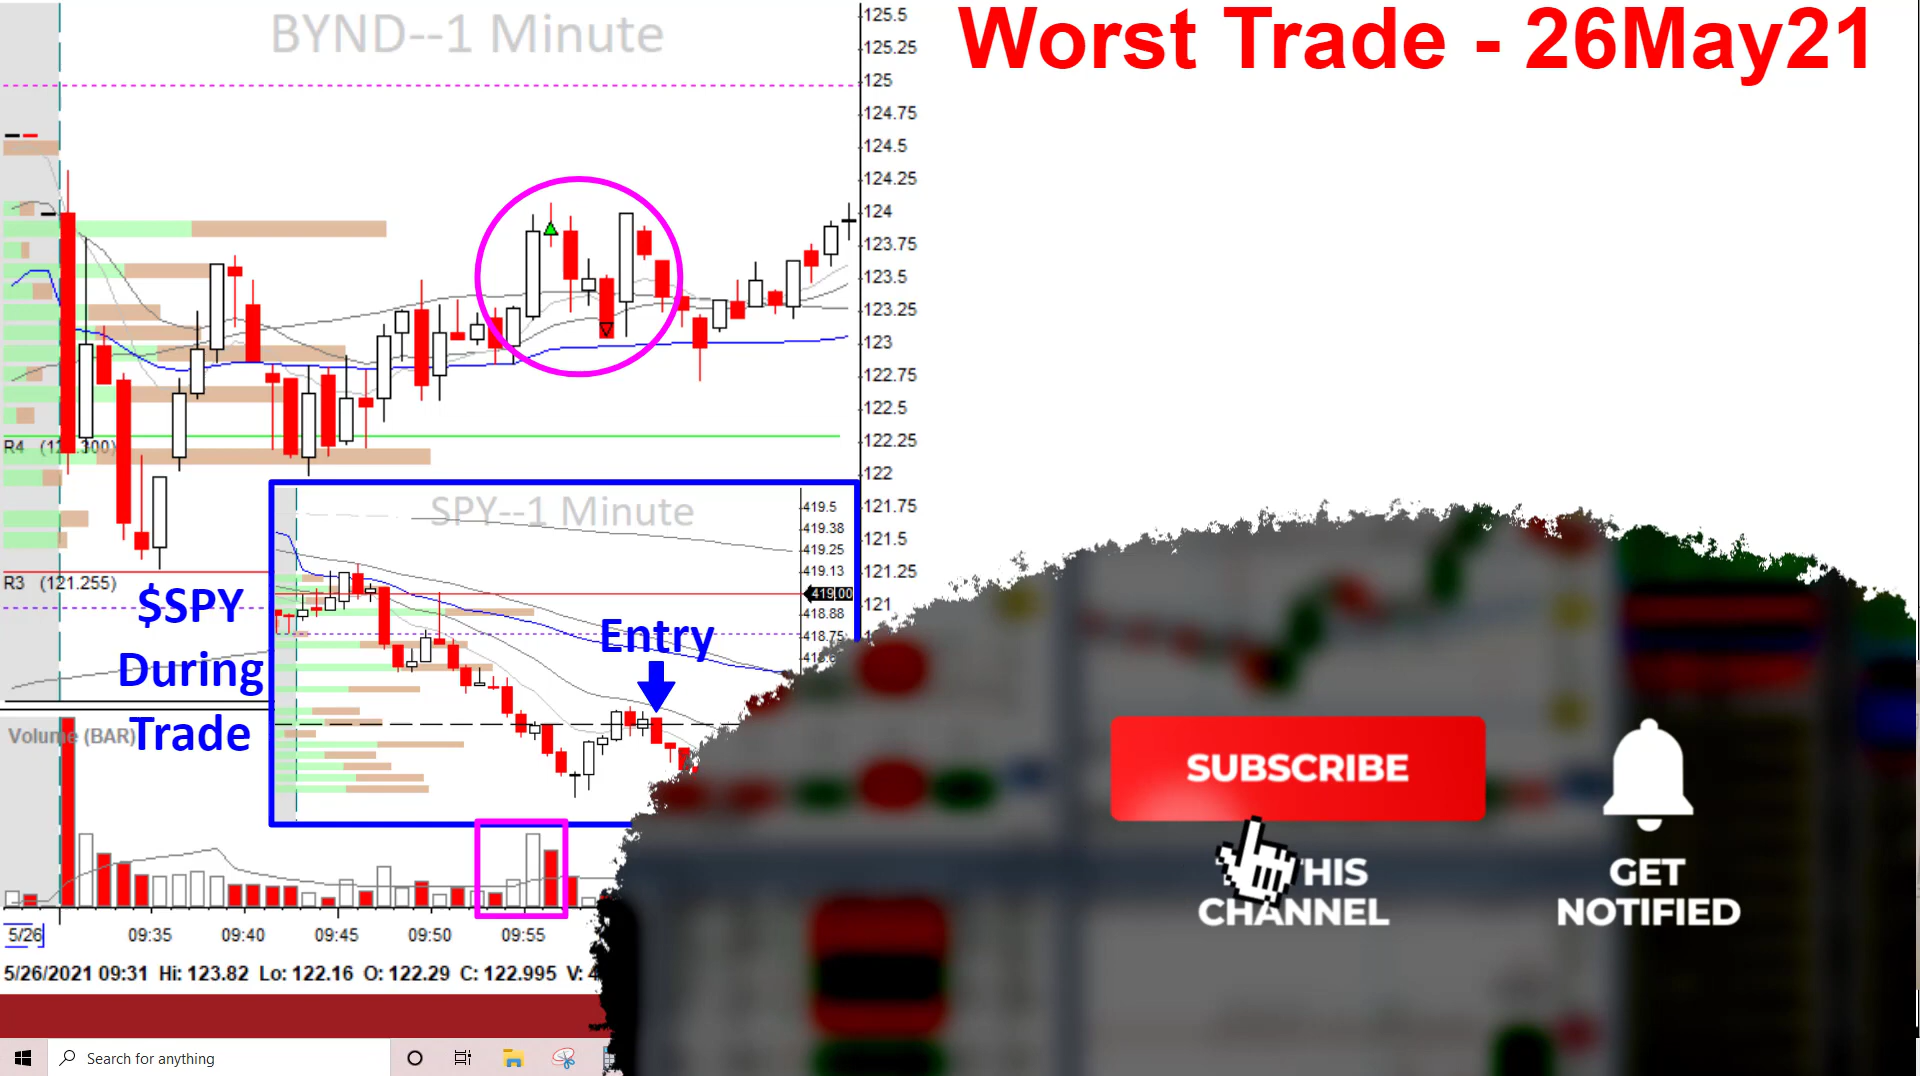 BYND--1 Minute
Worst Trade - 26May21
125.5
125.25
125
124.75
124.5
124.25
124
123.75
123.5
123.25
123
122.75
122.5
122.25
122
121.75
121.5
121.25
121
R4
R3 (121.255)
$SPY
During
Trade
SPY--1 Minute
419.5
419.38
419.25
419.13
419.00
418.88
418.75
Entry
Volume (BAR)
SUBSCRIBE
CHANNEL
GET
NOTIFIED
5/26
09:35
09:40
09:45
09:50
09:55
5/26/2021 09:31 Hi: 123.82 Lo: 122.16 O: 122.29 C: 122.995 V:
Search for anything